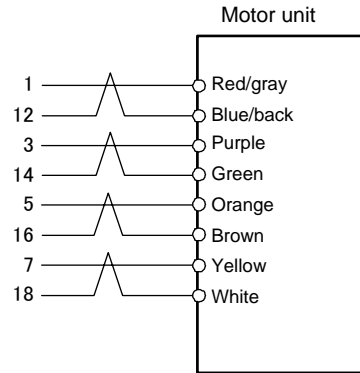 Motor unit
1 Red/gray
12 Blue/back
3 Purple
14 Green
5 Orange
16 Brown
7 Yellow
18 White